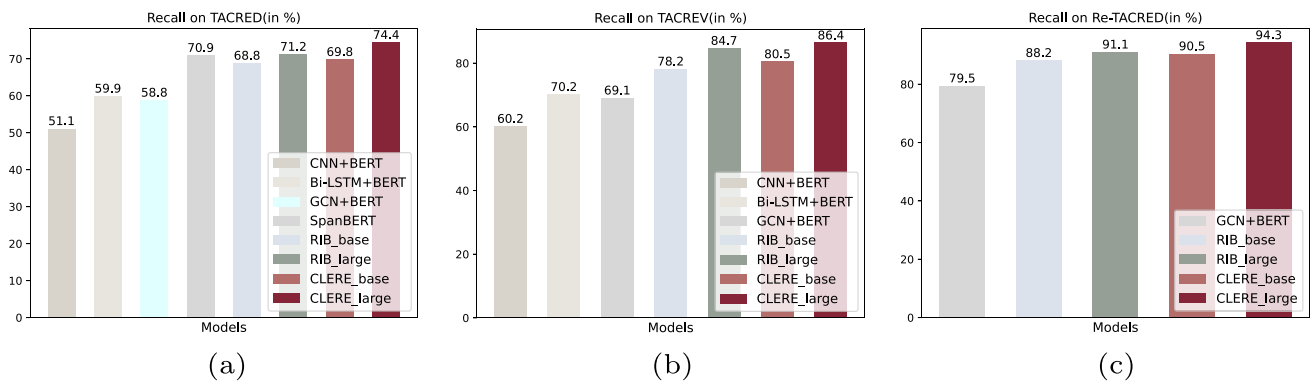 Recall on TACRED(in %)
70
60
50
40
30
20
10
0
51.1
59.9
58.8
70.9
68.8
71.2
69.8
74.4
CNN+BERT
Bi-LSTM+BERT
GCN+BERT
SpanBERT
RIB_base
RIB_large
CLERE_base
CLERE_large
Models
(a)
Recall on TACREV(in %)
80
60
40
20
0
60.2
70.2
69.1
78.2
84.7
80.5
86.4
CNN+BERT
Bi-LSTM+BERT
GCN+BERT
RIB_base
RIB_large
CLERE_base
CLERE_large
Models
(b)
Recall on Re-TACRED(in %)
80
60
40
20
0
79.5
88.2
91.1
90.5
94.3
GCN+BERT
RIB_base
RIB_large
CLERE_base
CLERE_large
Models
(c)